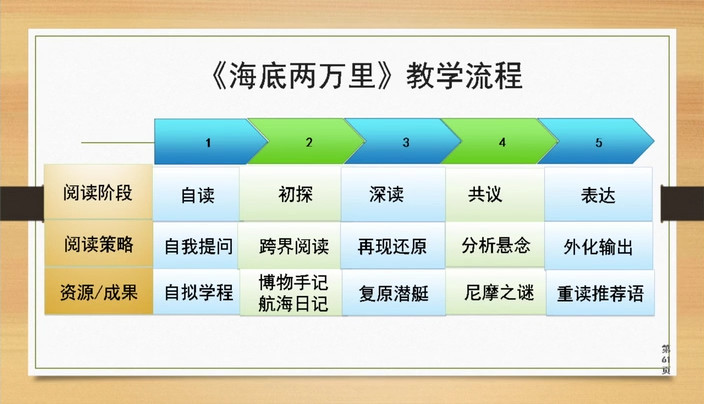 《海底两万里》教学流程
1 2 3 4 5
阅读阶段 自读 初探 深读 共议 表达
阅读策略 自我提问 跨界阅读 再现还原 分析悬念 外化输出
资源/成果 自拟学程 博物手记 航海日记 复原潜艇 尼摩之谜 重读推荐语
第
61
页